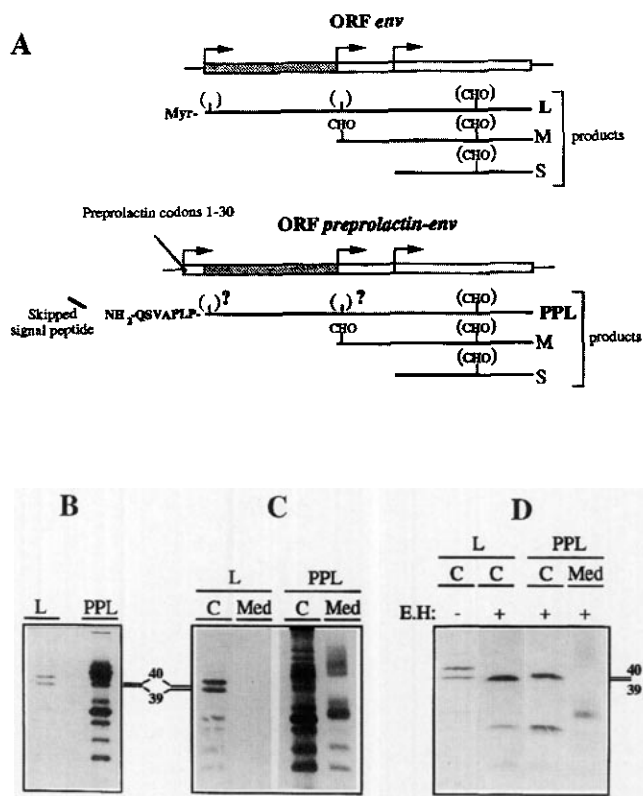 A
ORF env
Myr- ( ) ( ) (CHO) L
CHO (CHO) M
(CHO) S
products
Preprolactin codons 1-30
ORF preprolactin-env
Skipped signal peptide
NH2-QSVAPLP- ( )? ( )? (CHO) PPL
CHO (CHO) M
(CHO) S
products
B C D
L PPL
L PPL
C Med C Med
L PPL
C C C Med
E.H: - + + +
40
39
40
39